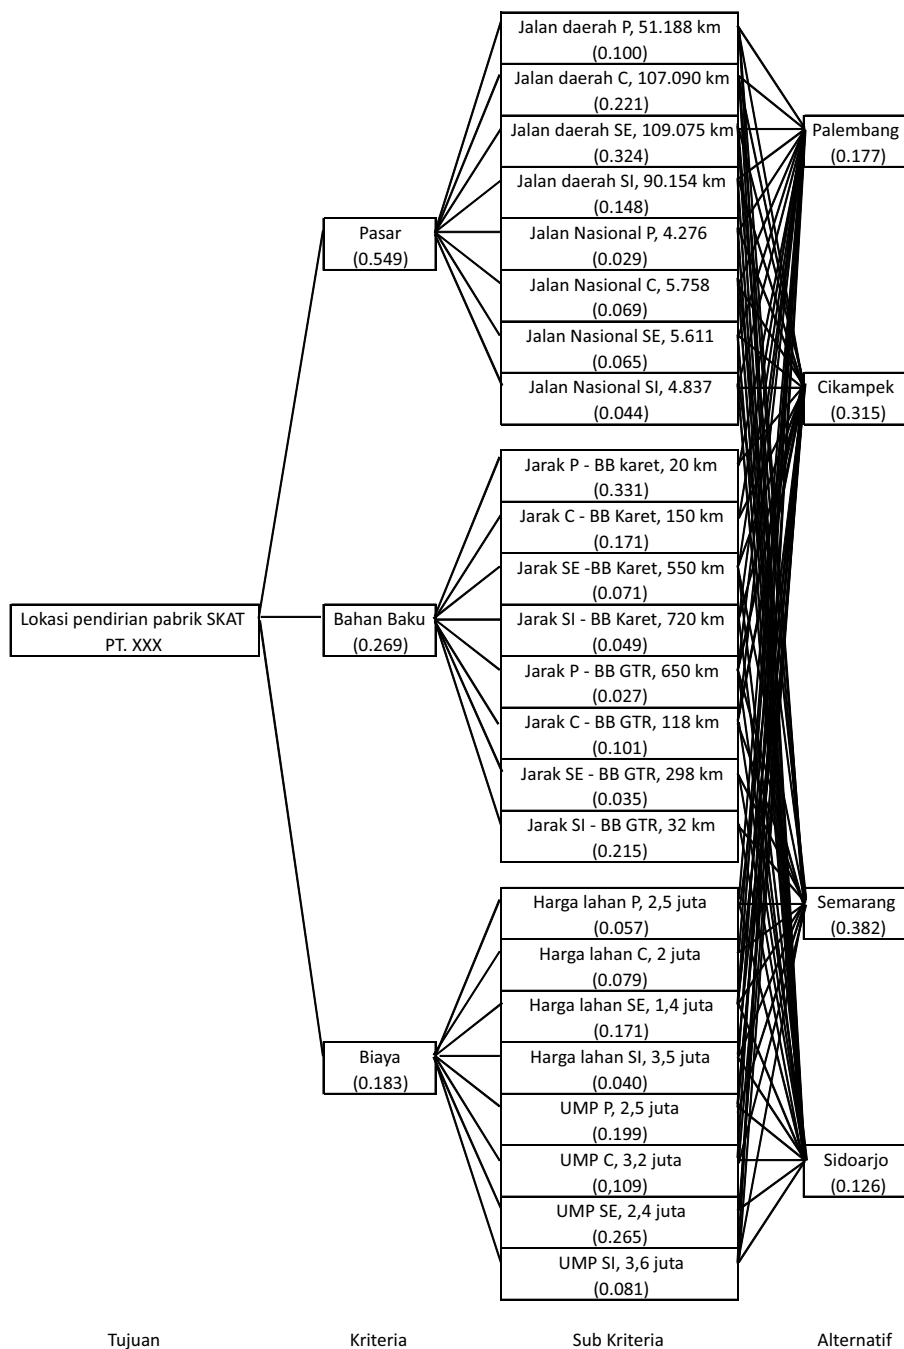 Lokasi pendirian pabrik SKAT
PT. XXX
Pasar
(0.549)
Bahan Baku
(0.269)
Biaya
(0.183)
Jalan daerah P, 51.188 km
(0.100)
Jalan daerah C, 107.090 km
(0.221)
Jalan daerah SE, 109.075 km
(0.324)
Jalan daerah SI, 90.154 km
(0.148)
Jalan Nasional P, 4.276
(0.029)
Jalan Nasional C, 5.758
(0.069)
Jalan Nasional SE, 5.611
(0.065)
Jalan Nasional SI, 4.837
(0.044)
Jarak P - BB karet, 20 km
(0.331)
Jarak C - BB Karet, 150 km
(0.171)
Jarak SE -BB Karet, 550 km
(0.071)
Jarak SI - BB Karet, 720 km
(0.049)
Jarak P - BB GTR, 650 km
(0.027)
Jarak C - BB GTR, 118 km
(0.101)
Jarak SE - BB GTR, 298 km
(0.035)
Jarak SI - BB GTR, 32 km
(0.215)
Harga lahan P, 2,5 juta
(0.057)
Harga lahan C, 2 juta
(0.079)
Harga lahan SE, 1,4 juta
(0.171)
Harga lahan SI, 3,5 juta
(0.040)
UMP P, 2,5 juta
(0.199)
UMP C, 3,2 juta
(0,109)
UMP SE, 2,4 juta
(0.265)
UMP SI, 3,6 juta
(0.081)
Palembang
(0.177)
Cikampek
(0.315)
Semarang
(0.382)
Sidoarjo
(0.126)
Tujuan
Kriteria
Sub Kriteria
Alternatif